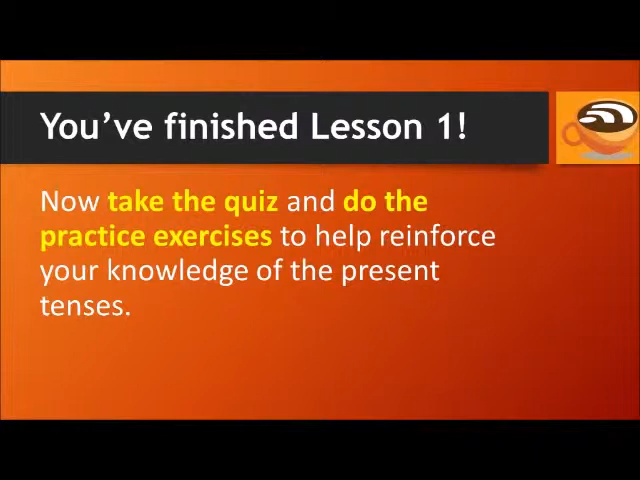 You’ve finished Lesson 1!
Now take the quiz and do the
practice exercises to help reinforce
your knowledge of the present
tenses.